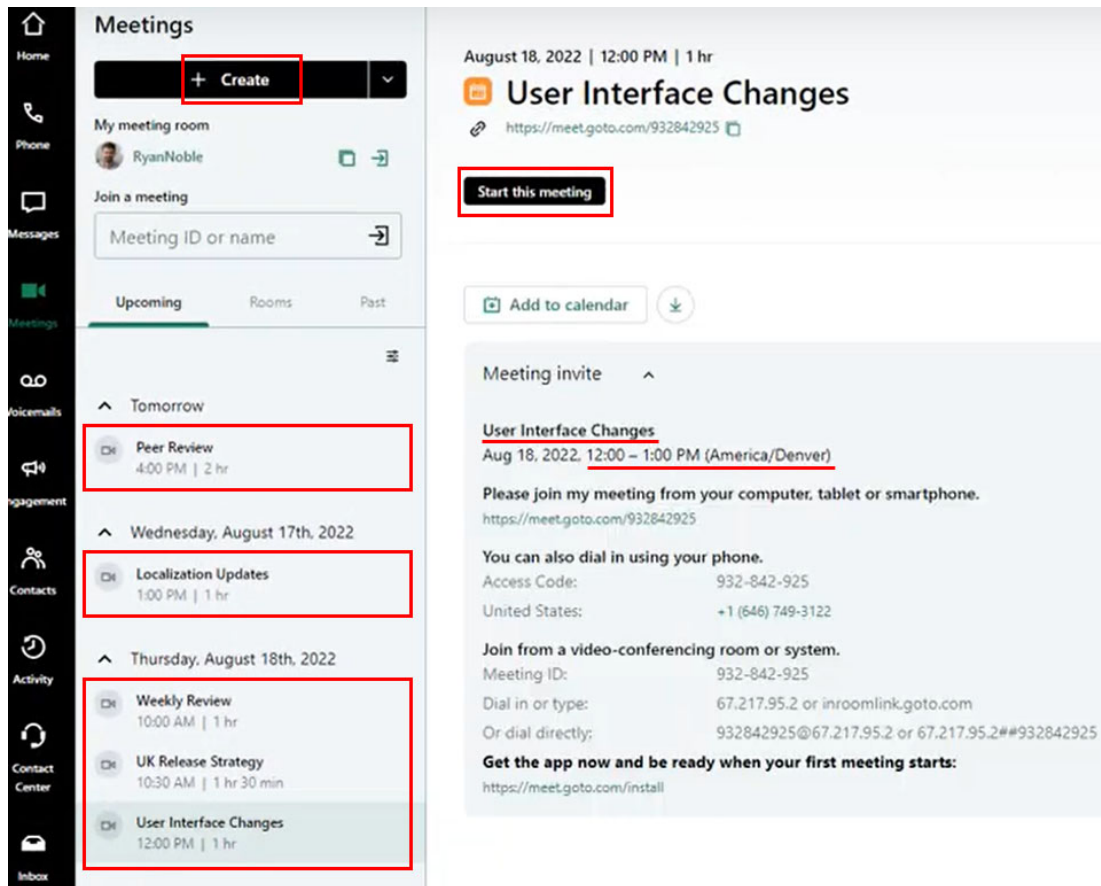 Home
Phone
Messages
Meetings
Voicemails
ngagement
Contacts
Activity
Contact
Center
Inbox
Meetings
+ Create
My meeting room
RyanNoble
Join a meeting
Meeting ID or name
Upcoming Rooms Past
Tomorrow
Peer Review
4:00 PM | 2 hr
Wednesday, August 17th, 2022
Localization Updates
1:00 PM | 1 hr
Thursday, August 18th, 2022
Weekly Review
10:00 AM | 1 hr
UK Release Strategy
10:30 AM | 1 hr 30 min
User Interface Changes
12:00 PM | 1 hr
August 18, 2022 | 12:00 PM | 1 hr
User Interface Changes
https://meet.goto.com/932842925
Start this meeting
Add to calendar
Meeting invite
User Interface Changes
Aug 18, 2022, 12:00 – 1:00 PM (America/Denver)
Please join my meeting from your computer, tablet or smartphone.
https://meet.goto.com/932842925
You can also dial in using your phone.
Access Code: 932-842-925
United States: +1 (646) 749-3122
Join from a video-conferencing room or system.
Meeting ID: 932-842-925
Dial in or type: 67.217.95.2 or inroomlink.goto.com
Or dial directly: 932842925@67.217.95.2 or 67.217.95.2##932842925
Get the app now and be ready when your first meeting starts:
https://meet.goto.com/install